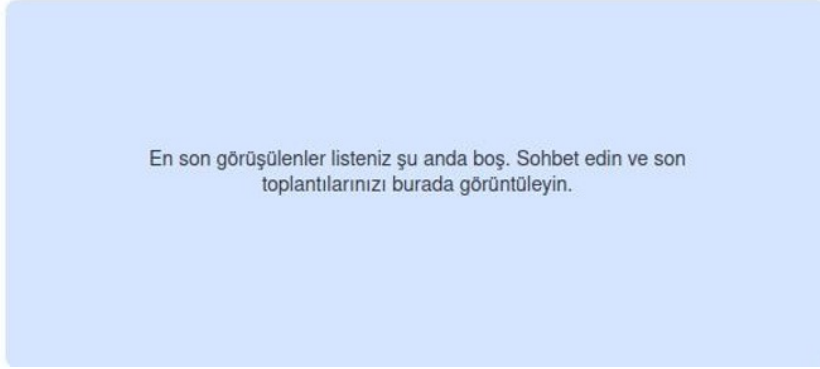 En son görüşülenler listeniz şu anda boş. Sohbet edin ve son
toplantılarınızı burada görüntüleyin.